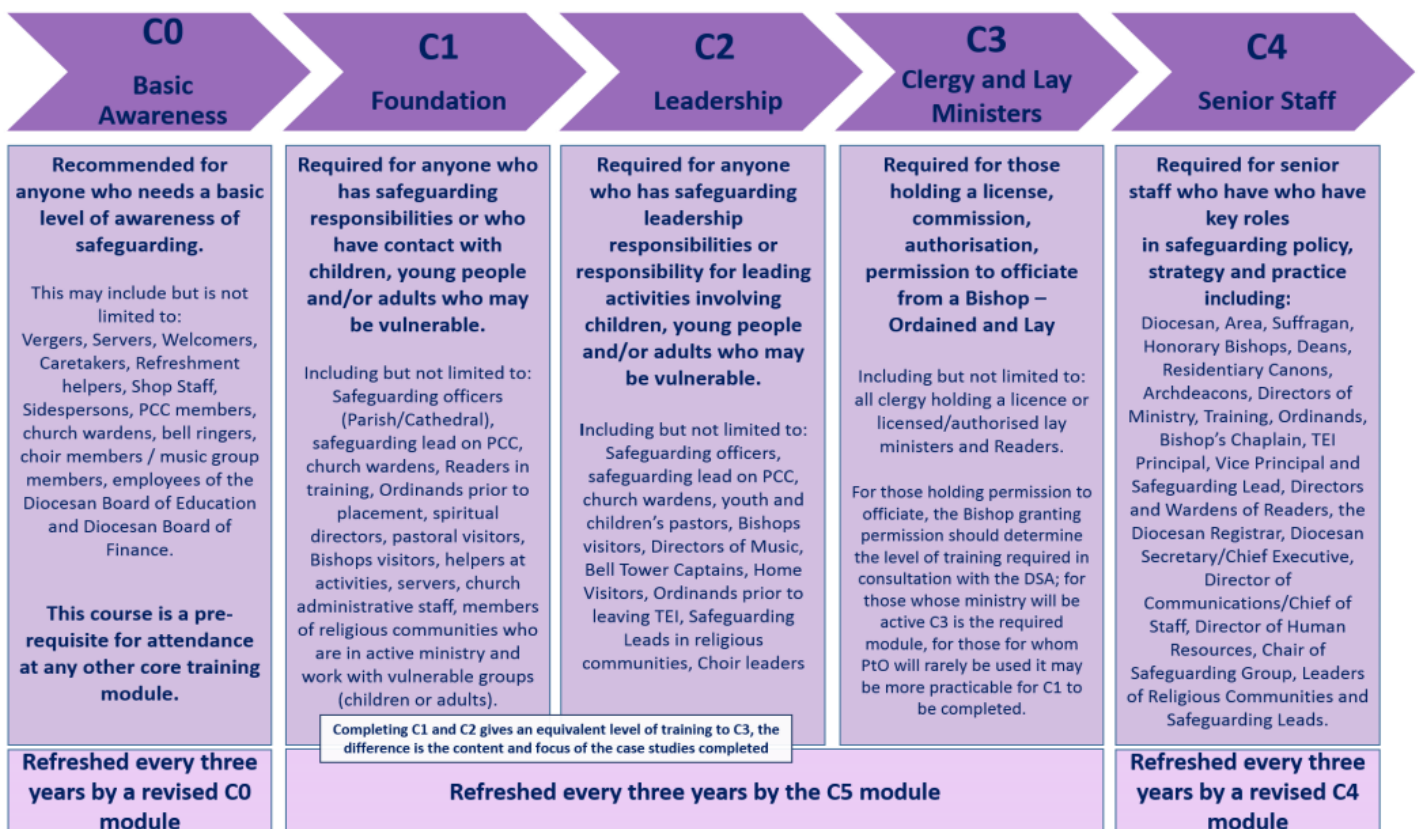 C0
Basic
Awareness
Recommended for
anyone who needs a basic
level of awareness of
safeguarding.
This may include but is not
limited to:
Vergers, Servers, Welcomers,
Caretakers, Refreshment
helpers, Shop Staff,
Sidespersons, PCC members,
church wardens, bell ringers,
choir members / music group
members, employees of the
Diocesan Board of Education
and Diocesan Board of
Finance.
This course is a pre-
requisite for attendance
at any other core training
module.
Refreshed every three
years by a revised C0
module
C1
Foundation
Required for anyone who
has safeguarding
responsibilities or who
have contact with
children, young people
and/or adults who may
be vulnerable.
Including but not limited to:
Safeguarding officers
(Parish/Cathedral),
safeguarding lead on PCC,
church wardens, Readers in
training, Ordinands prior to
placement, spiritual
directors, pastoral visitors,
Bishops visitors, helpers at
activities, servers, church
administrative staff, members
of religious communities who
are in active ministry and
work with vulnerable groups
(children or adults).
C2
Leadership
Required for anyone
who has safeguarding
leadership
responsibilities or
responsibility for leading
activities involving
children, young people
and/or adults who may
be vulnerable.
Including but not limited to:
Safeguarding officers,
safeguarding lead on PCC,
church wardens, youth and
children's pastors, Bishops
visitors, Directors of Music,
Bell Tower Captains, Home
Visitors, Ordinands prior to
leaving TEI, Safeguarding
Leads in religious
communities, Choir leaders
Completing C1 and C2 gives an equivalent level of training to C3, the
difference is the content and focus of the case studies completed
C3
Clergy and Lay
Ministers
Required for those
holding a license,
commission,
authorisation,
permission to officiate
from a Bishop –
Ordained and Lay
Including but not limited to:
all clergy holding a licence or
licensed/authorised lay
ministers and Readers.
For those holding permission to
officiate, the Bishop granting
permission should determine
the level of training required in
consultation with the DSA; for
those whose ministry will be
active C3 is the required
module, for those for whom
PtO will rarely be used it may
be more practicable for C1 to
be completed.
Refreshed every three years by the C5 module
C4
Senior Staff
Required for senior
staff who have who have
key roles
in safeguarding policy,
strategy and practice
including:
Diocesan, Area, Suffragan,
Honorary Bishops, Deans,
Residentiary Canons,
Archdeacons, Directors of
Ministry, Training, Ordinands,
Bishop's Chaplain, TEI
Principal, Vice Principal and
Safeguarding Lead, Directors
and Wardens of Readers, the
Diocesan Registrar, Diocesan
Secretary/Chief Executive,
Director of
Communications/Chief of
Staff, Director of Human
Resources, Chair of
Safeguarding Group, Leaders
of Religious Communities and
Safeguarding Leads.
Refreshed every three
years by a revised C4
module